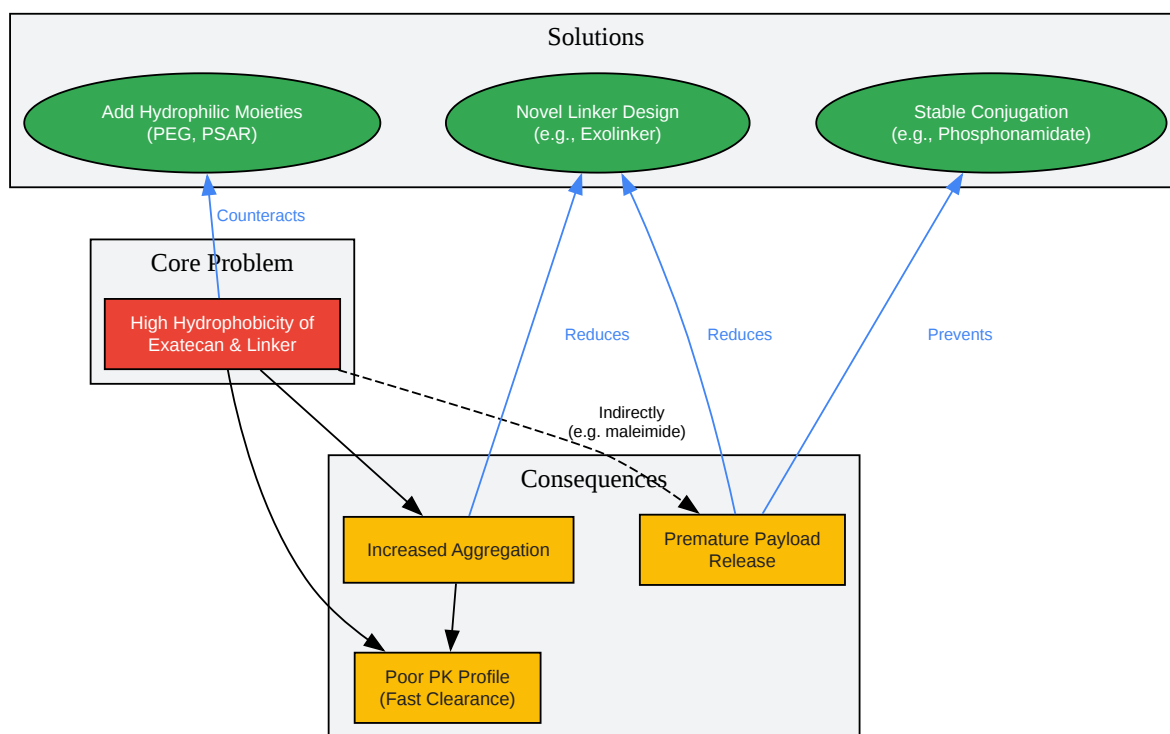 Solutions
Add Hydrophilic Moieties
(PEG, PSAR)
Novel Linker Design
(e.g., Exolinker)
Stable Conjugation
(e.g., Phosphonamidate)
Counteracts
Core Problem
High Hydrophobicity of
Exatecan & Linker
Reduces
Reduces
Prevents
Indirectly
(e.g. maleimide)
Consequences
Increased Aggregation
Premature Payload
Release
Poor PK Profile
(Fast Clearance)